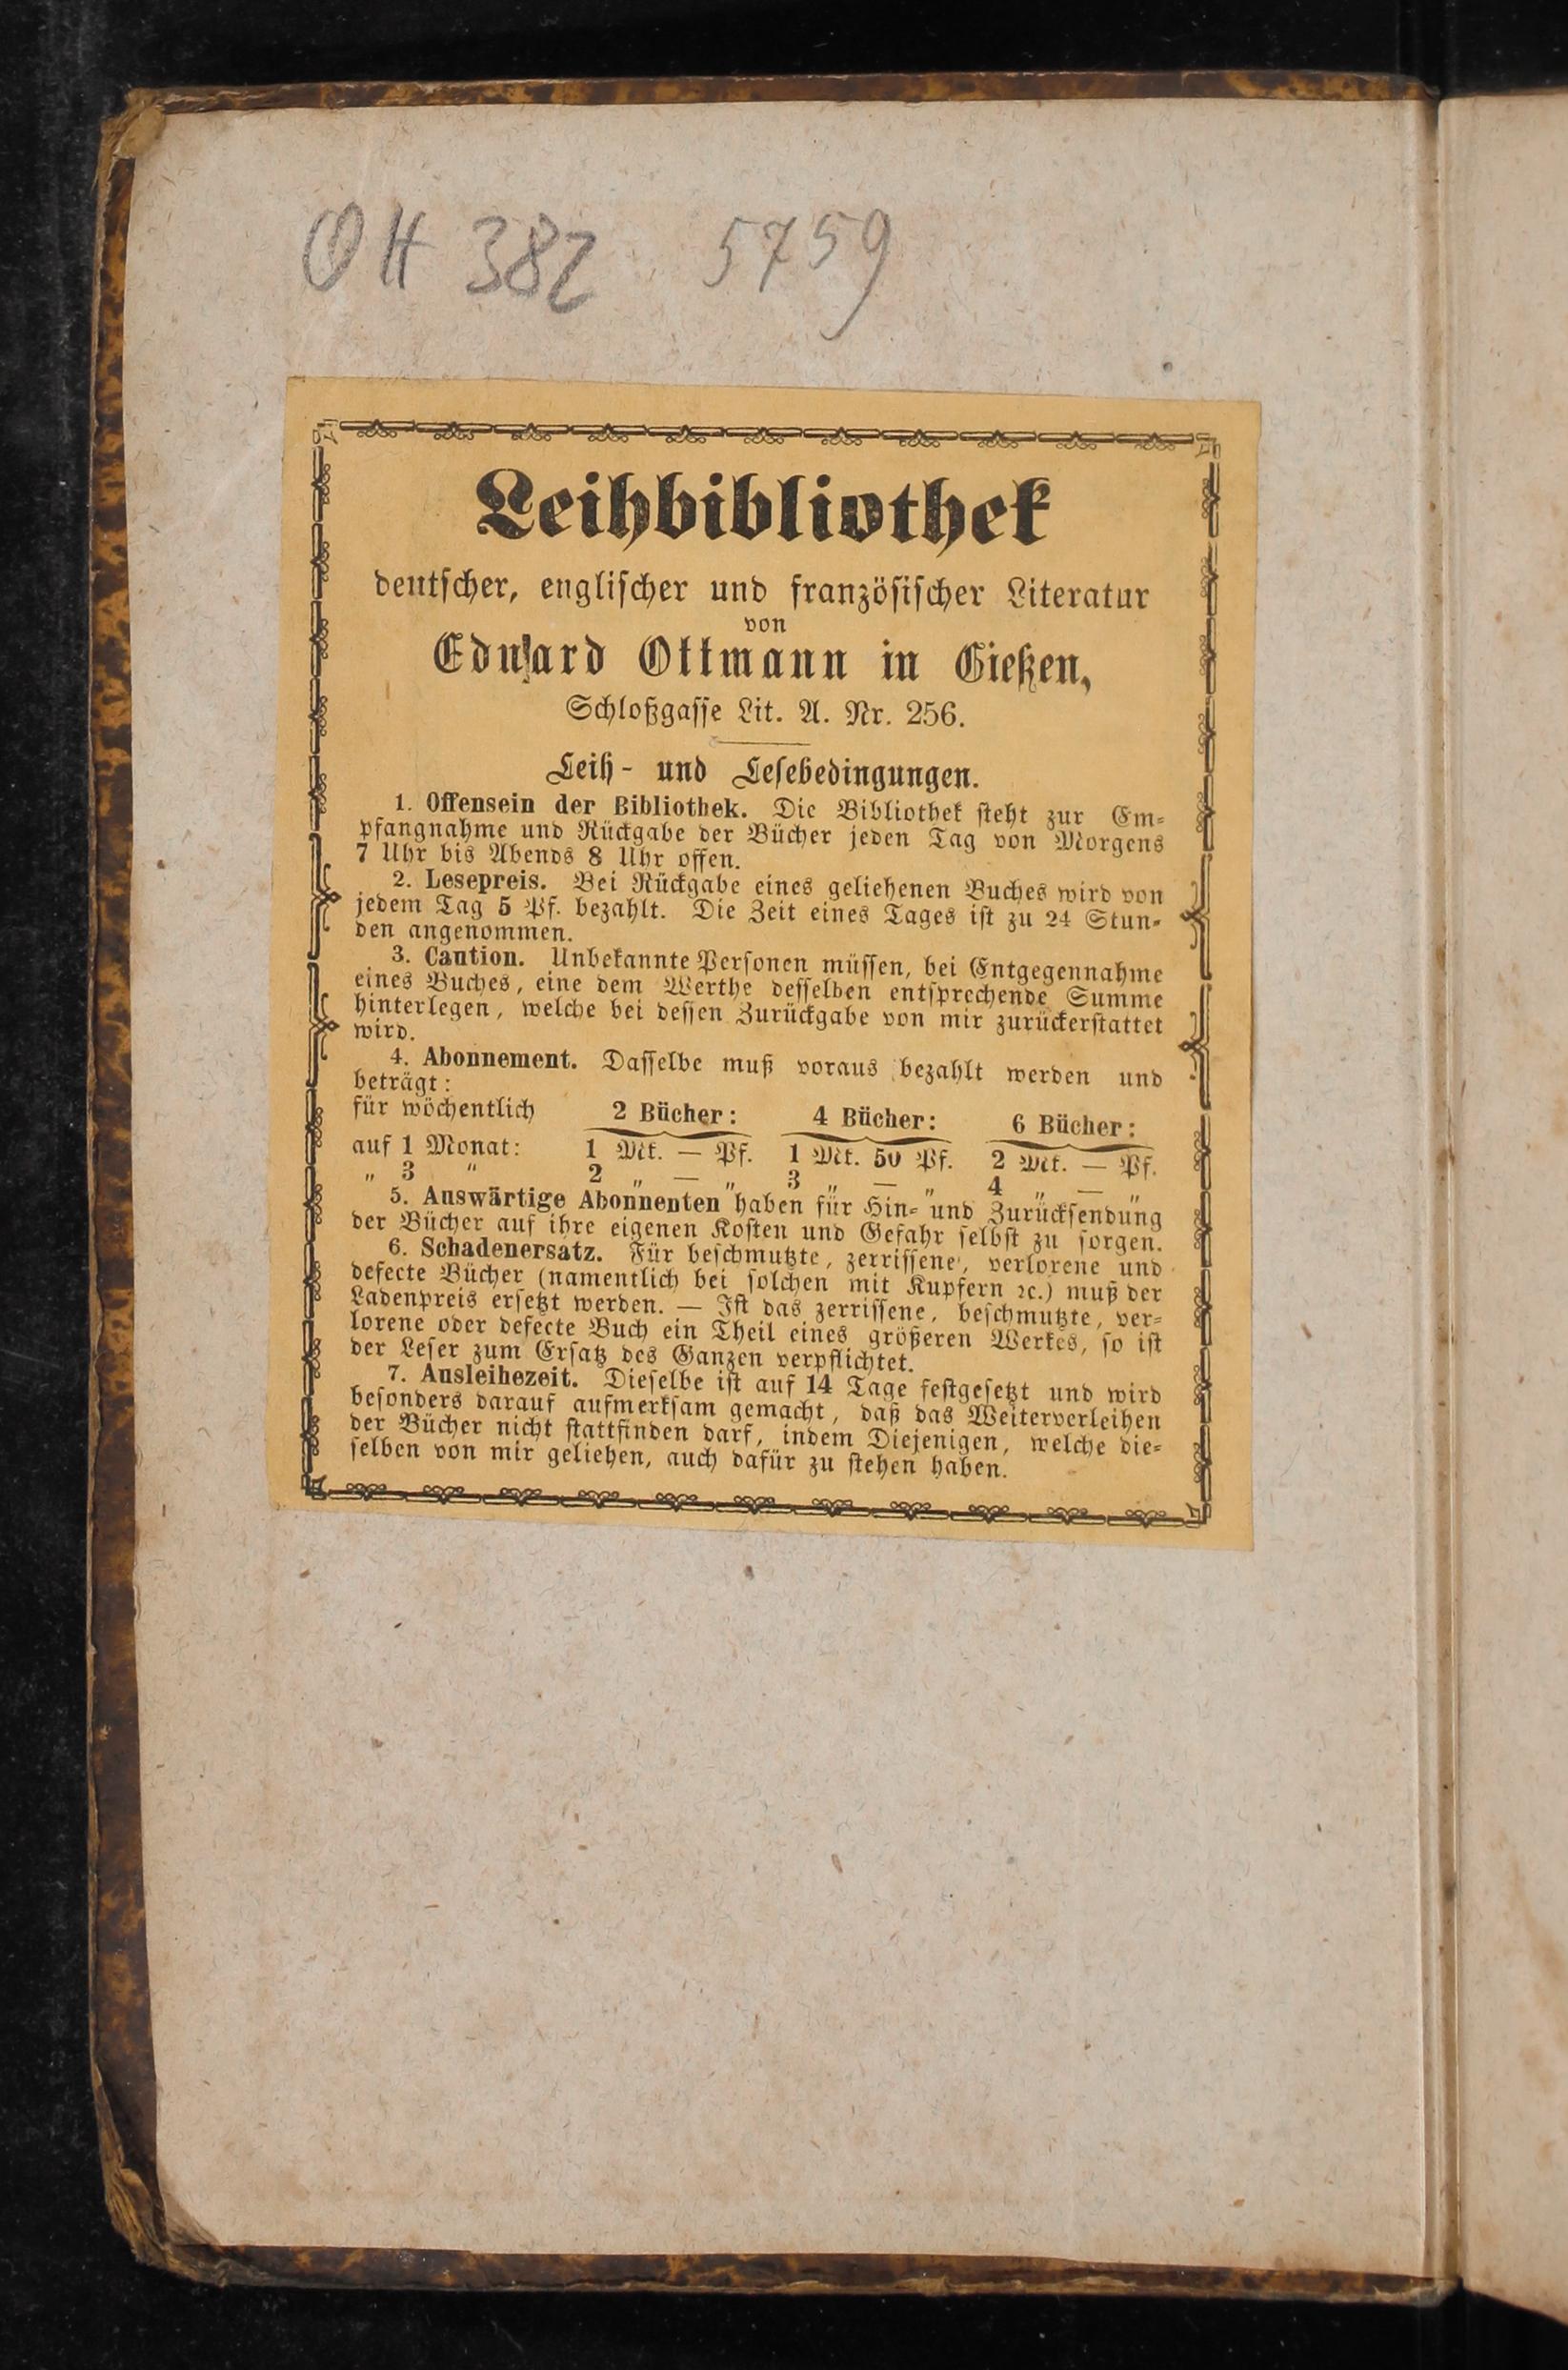 OH 382 5759
Leihbibliothek
deutscher, englischer und französischer Literatur
von
Eduard Ottmann in Gießen,
Schloßgasse Lit. A. Nr. 256.
Leih- und Lesebedingungen.
1. Offensein der Bibliothek. Die Bibliothek steht zur Em-
pfangnahme und Rückgabe der Bücher jeden Tag von Morgens
7 Uhr bis Abends 8 Uhr offen.
2. Lesepreis. Bei Rückgabe eines geliehenen Buches wird von
jedem Tag 5 Pf. bezahlt. Die Zeit eines Tages ist zu 24 Stun-
den angenommen.
3. Caution. Unbekannte Personen müssen, bei Entgegennahme
eines Buches, eine dem Werthe desselben entsprechende Summe
hinterlegen, welche bei dessen Zurückgabe von mir zurückerstattet
wird.
4. Abonnement. Dasselbe muß voraus bezahlt werden und
beträgt:
für wöchentlich 2 Bücher: 4 Bücher: 6 Bücher:
auf 1 Monat: 1 Mk. — Pf. 1 Mk. 50 Pf. 2 Mk. — Pf.
„ 3 „ 2 „ — „ 3 „ — „ 4 „ — „
5. Auswärtige Abonnenten haben für Hin- und Zurücksendung
der Bücher auf ihre eigenen Kosten und Gefahr selbst zu sorgen.
6. Schadenersatz. Für beschmutzte, zerrissene, verlorene und
defecte Bücher (namentlich bei solchen mit Kupfern ꝛc.) muß der
Ladenpreis ersetzt werden. — Ist das zerrissene, beschmutzte, ver-
lorene oder defecte Buch ein Theil eines größeren Werkes, so ist
der Leser zum Ersatz des Ganzen verpflichtet.
7. Ausleihezeit. Dieselbe ist auf 14 Tage festgesetzt und wird
besonders darauf aufmerksam gemacht, daß das Weiterverleihen
der Bücher nicht stattfinden darf, indem Diejenigen, welche die-
selben von mir geliehen, auch dafür zu stehen haben.